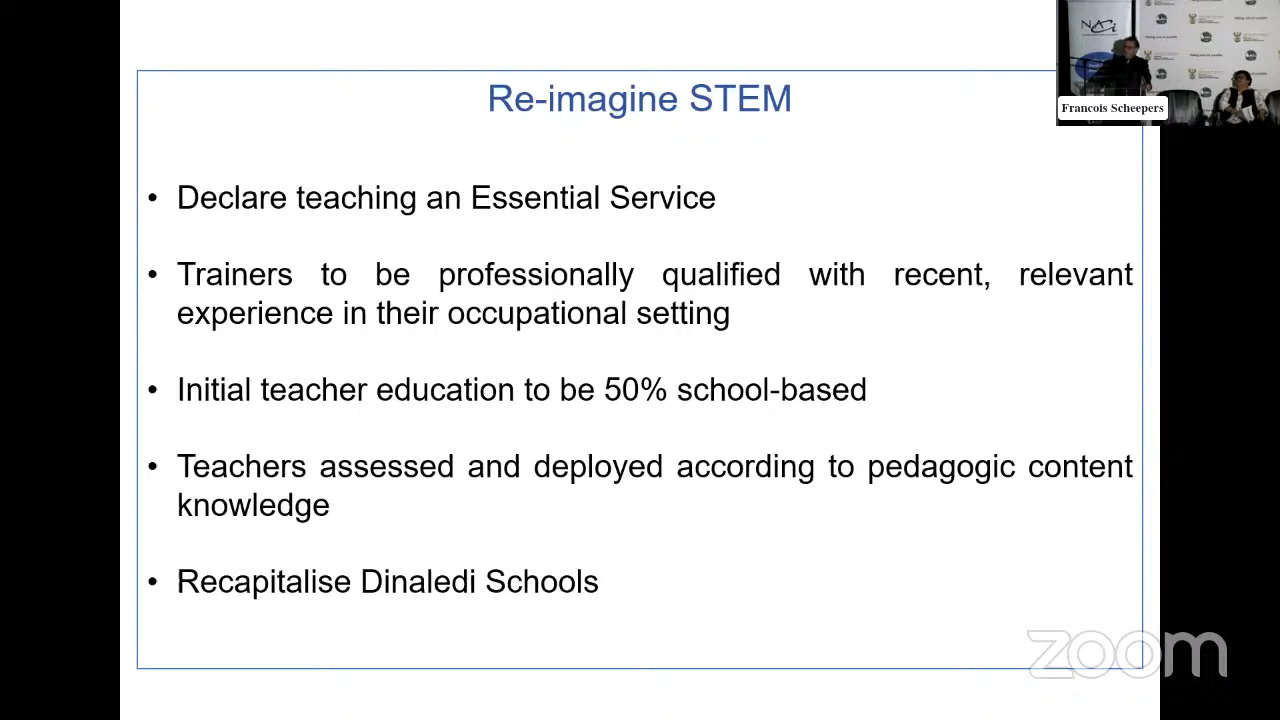 Re-imagine STEM
• Declare teaching an Essential Service
• Trainers to be professionally qualified with recent, relevant
experience in their occupational setting
• Initial teacher education to be 50% school-based
• Teachers assessed and deployed according to pedagogic content
knowledge
• Recapitalise Dinaledi Schools
Francois Scheepers
zoom